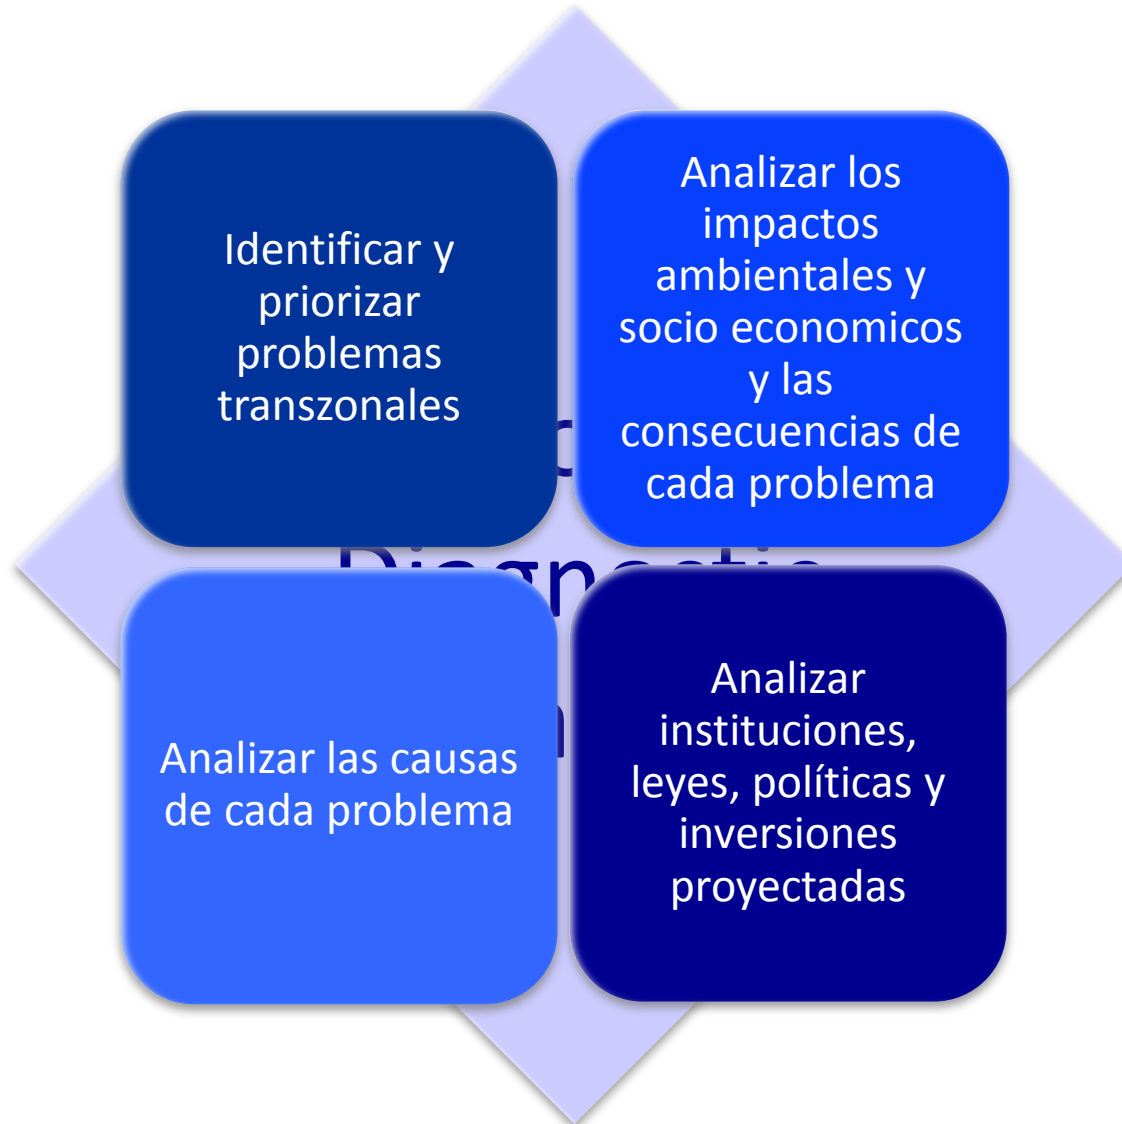 Identificar y
priorizar
problemas
transzonales
Analizar los
impactos
ambientales y
socio economicos
y las
consecuencias de
cada problema
Analizar las causas
de cada problema
Analizar
instituciones,
leyes, políticas y
inversiones
proyectadas